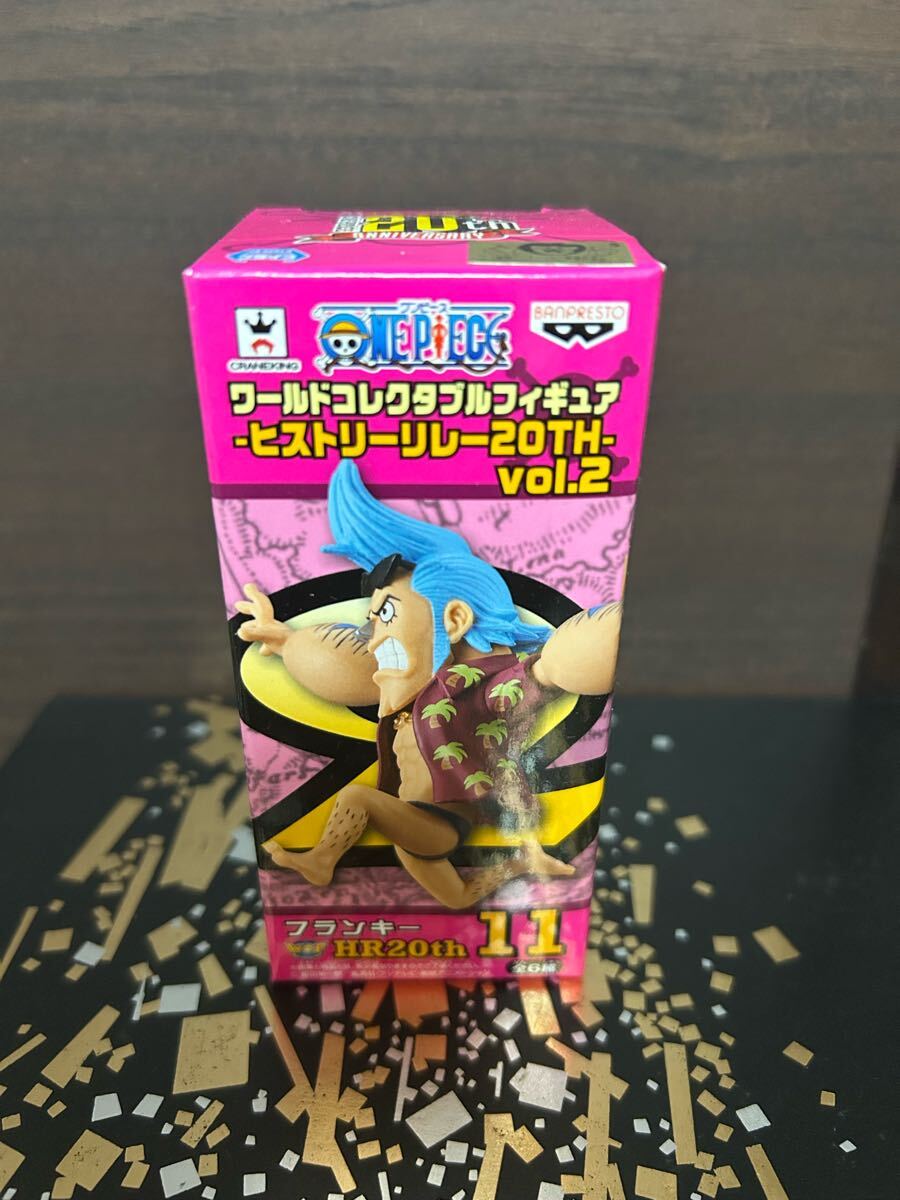 20th
ANNIVERSARY
CRANEKING
ワンピース
ONE PIECE
BANPRESTO
ワールドコレクタブルフィギュア
-ヒストリーリレー20TH-
vol.2
フランキー
WCF HR20th 11
全6種